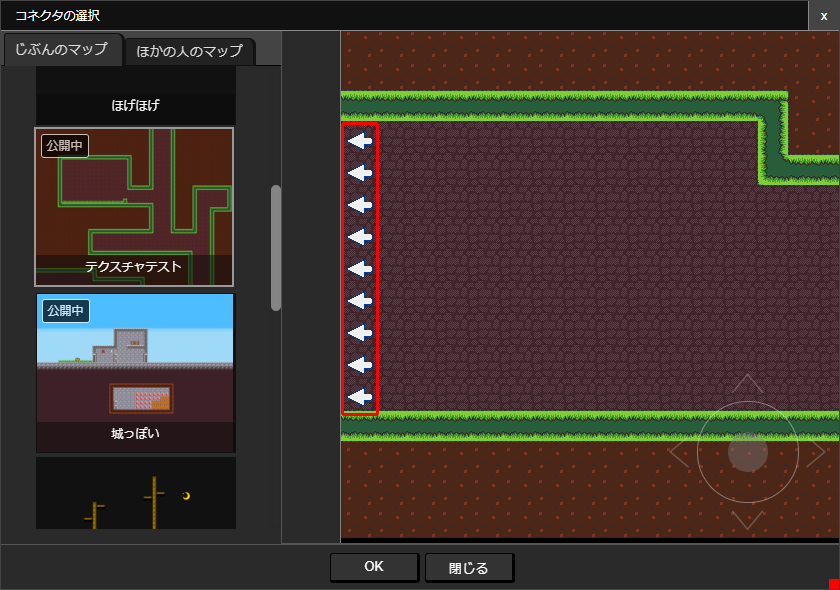 コネクタの選択
x
じぶんのマップ
ほかの人のマップ
ほげほげ
公開中
テクスチャテスト
公開中
城っぽい
OK
閉じる